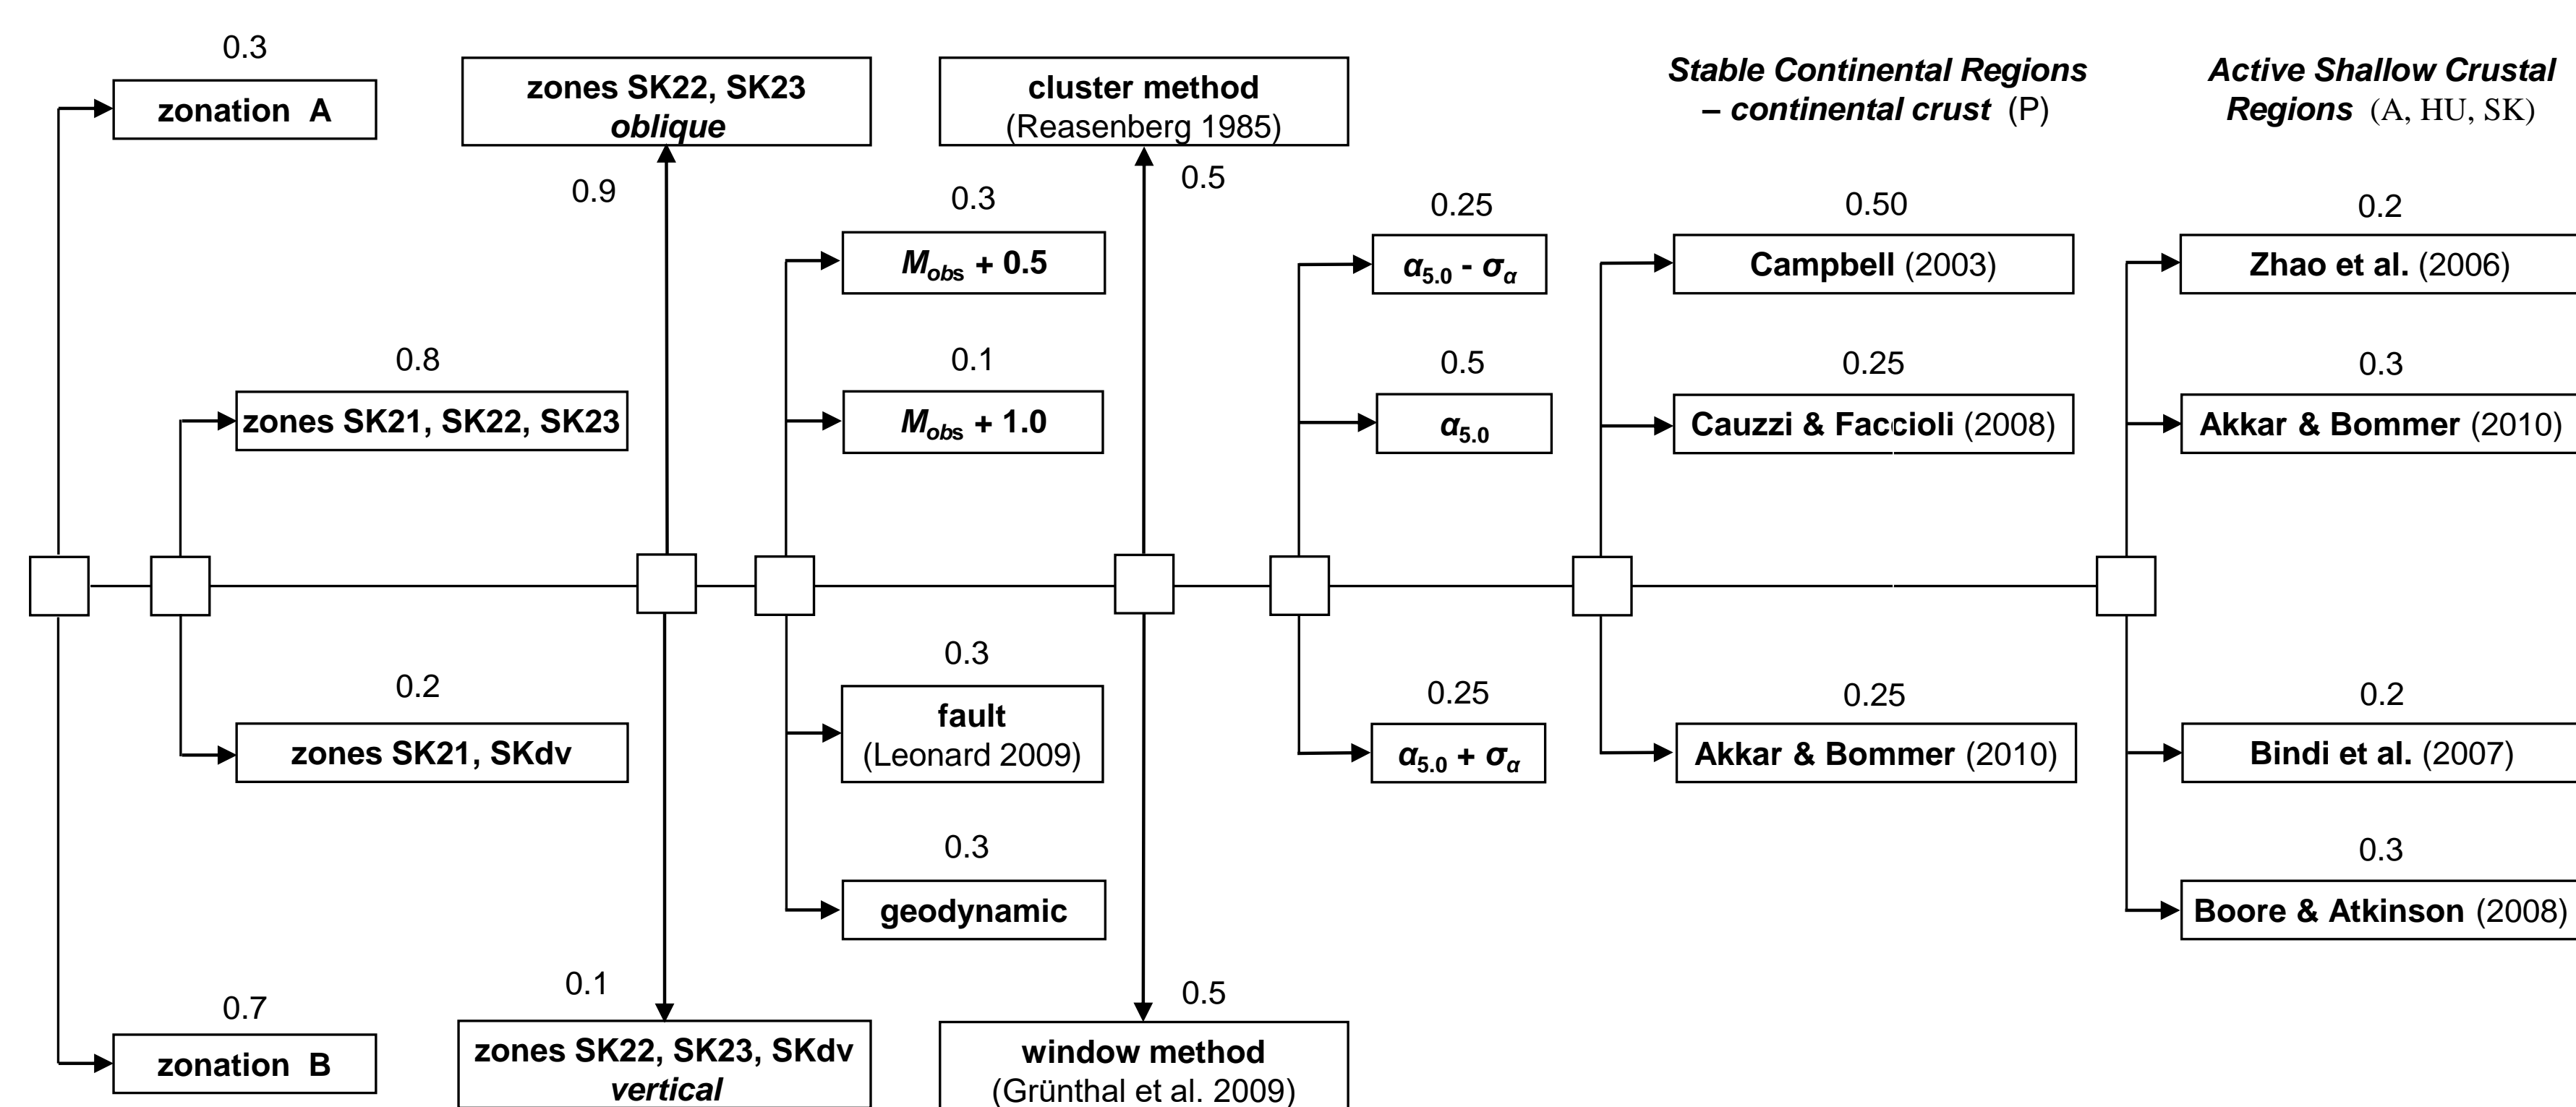 0.3
zonation A
0.8
zones SK21, SK22, SK23
0.2
zones SK21, SKdv
0.7
zonation B
zones SK22, SK23
oblique
0.9
0.1
zones SK22, SK23, SKdv
vertical
0.3
Mobs + 0.5
0.1
Mobs + 1.0
0.3
fault
(Leonard 2009)
0.3
geodynamic
cluster method
(Reasenberg 1985)
0.5
0.5
window method
(Grünthal et al. 2009)
0.25
α5.0 - σα
0.5
α5.0
0.25
α5.0 + σα
Stable Continental Regions
– continental crust (P)
0.50
Campbell (2003)
0.25
Cauzzi & Faccioli (2008)
0.25
Akkar & Bommer (2010)
Active Shallow Crustal
Regions (A, HU, SK)
0.2
Zhao et al. (2006)
0.3
Akkar & Bommer (2010)
0.2
Bindi et al. (2007)
0.3
Boore & Atkinson (2008)